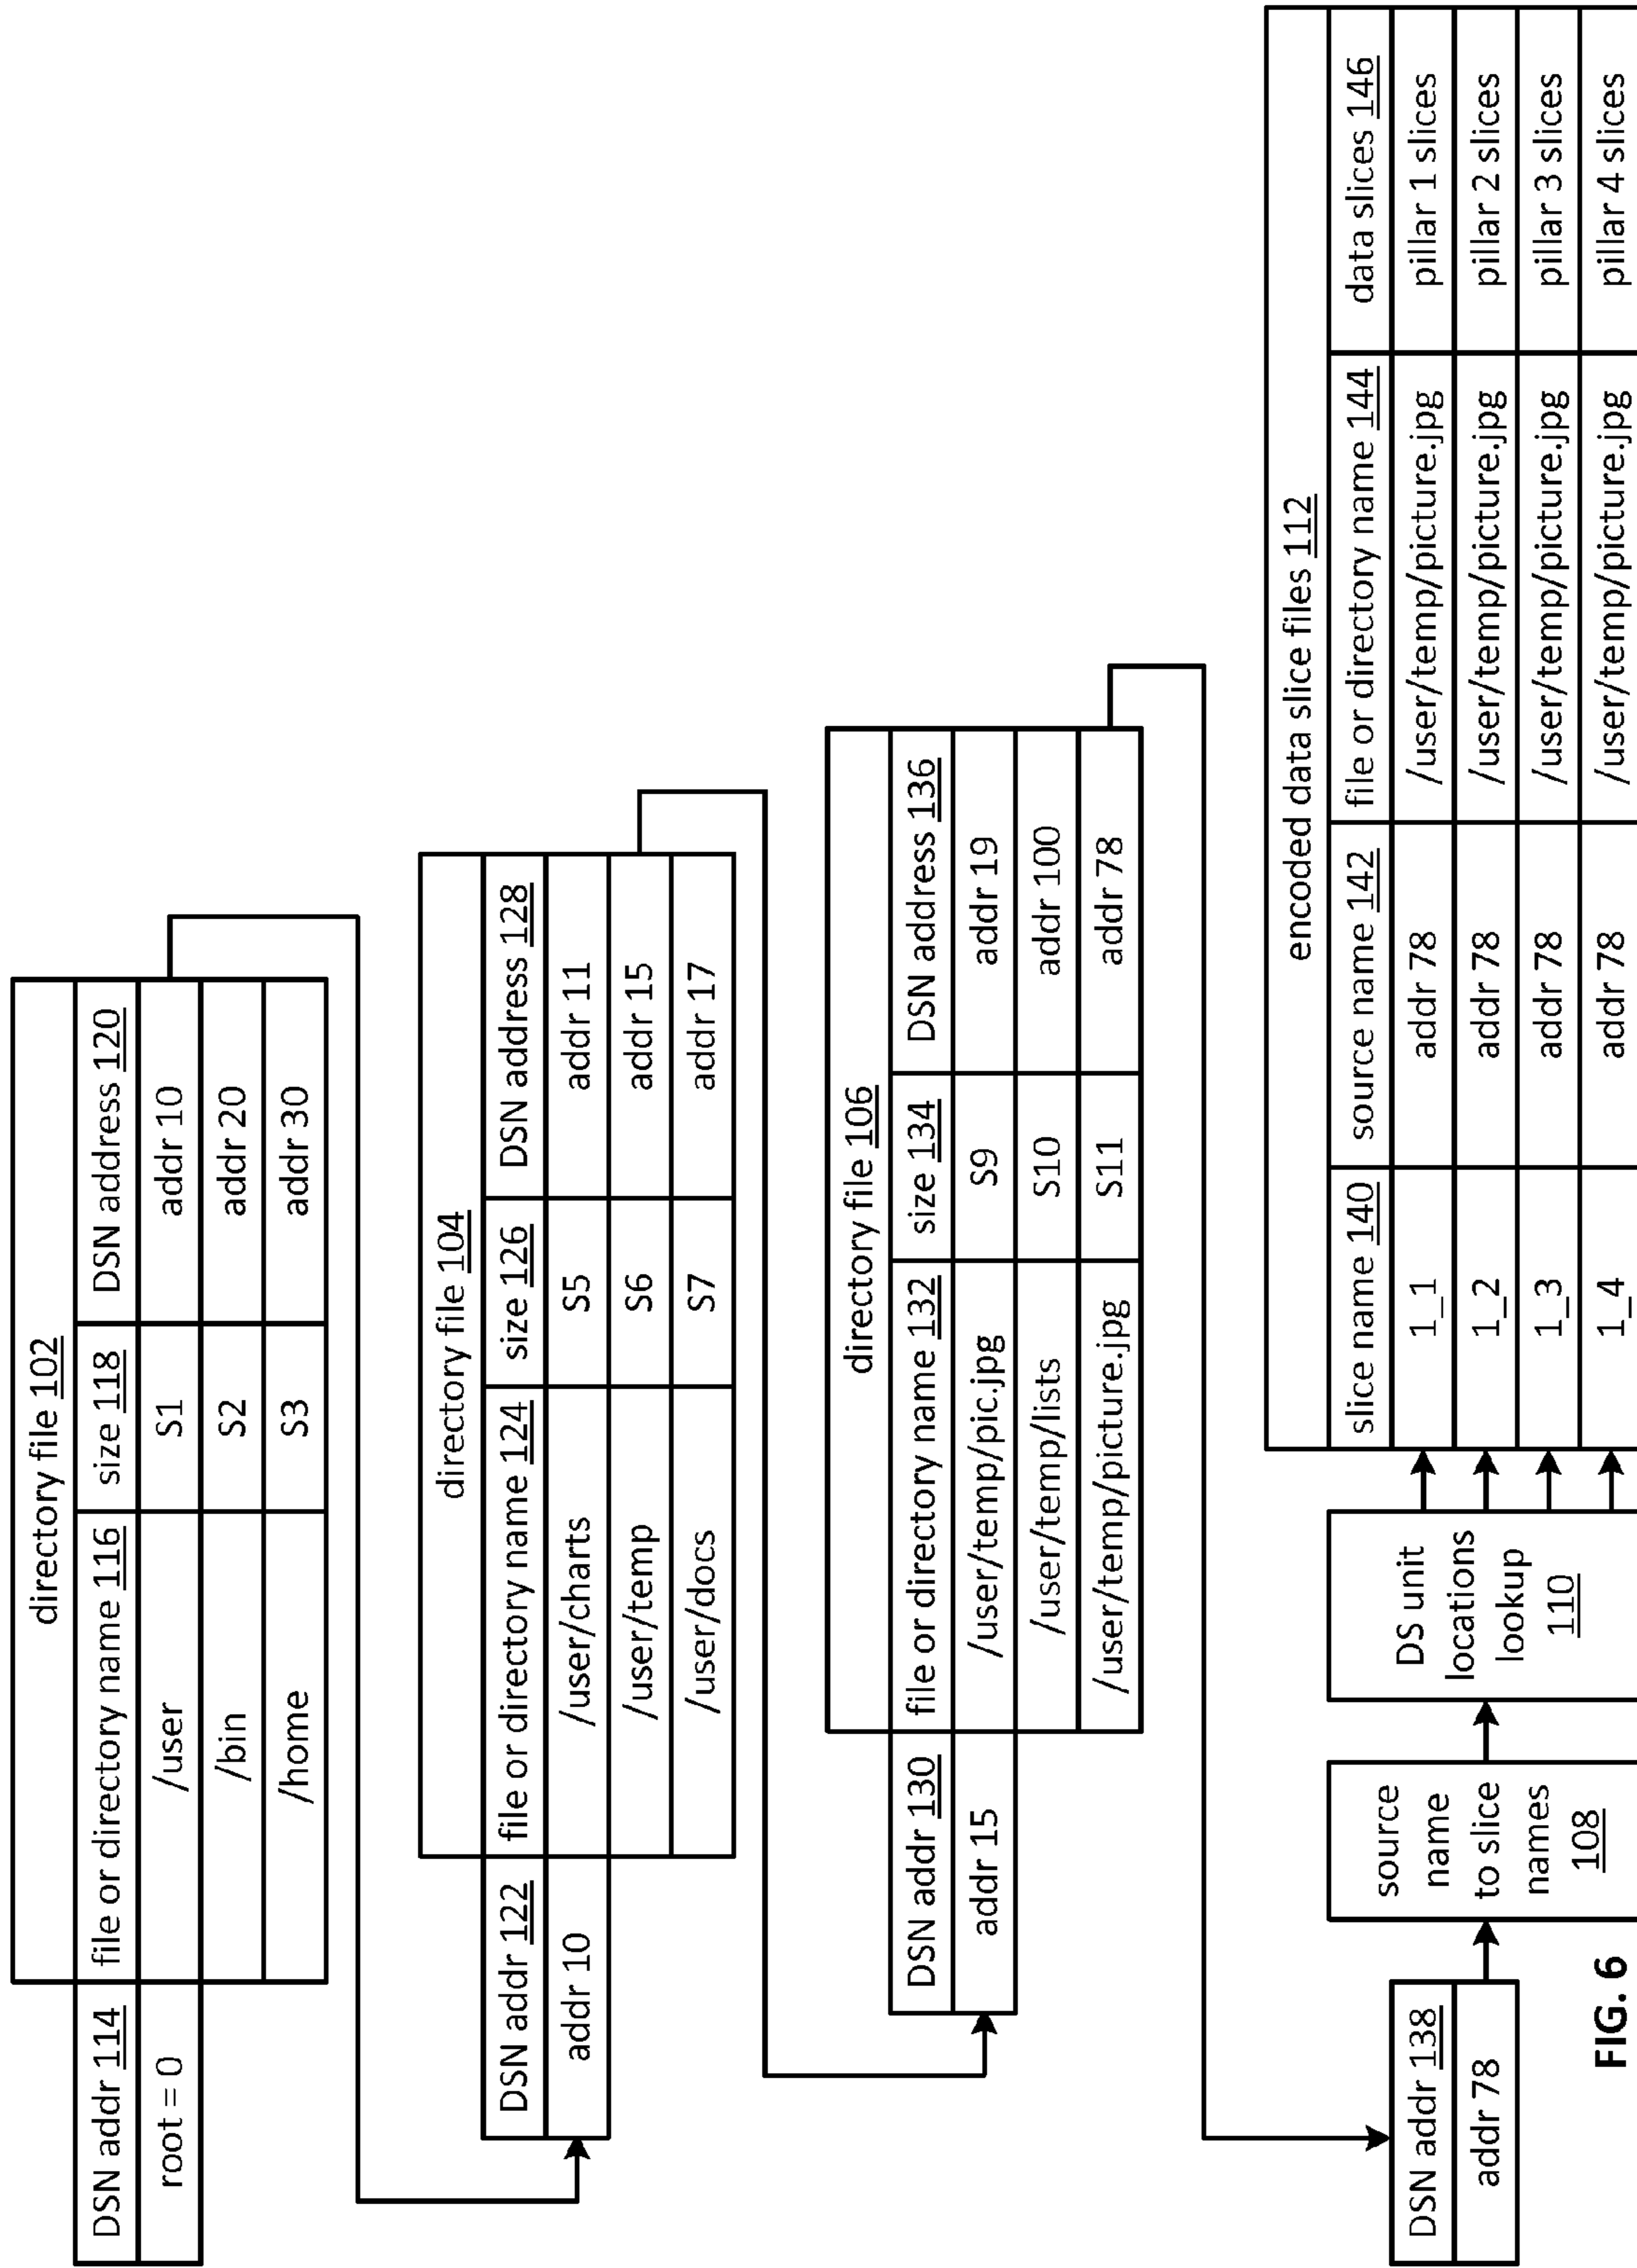 directory file 102
DSN addr 114 file or directory name 116 size 118 DSN address 120
root = 0 /user S1 addr 10
/bin S2 addr 20
/home S3 addr 30
directory file 104
DSN addr 122 file or directory name 124 size 126 DSN address 128
addr 10 /user/charts S5 addr 11
/user/temp S6 addr 15
/user/docs S7 addr 17
directory file 106
DSN addr 130 file or directory name 132 size 134 DSN address 136
addr 15 /user/temp/pic.jpg S9 addr 19
/user/temp/lists S10 addr 100
/user/temp/picture.jpg S11 addr 78
DSN addr 138
addr 78
source
name
to slice
names
108
DS unit
locations
lookup
110
encoded data slice files 112
slice name 140 source name 142 file or directory name 144 data slices 146
1_1 addr 78 /user/temp/picture.jpg pillar 1 slices
1_2 addr 78 /user/temp/picture.jpg pillar 2 slices
1_3 addr 78 /user/temp/picture.jpg pillar 3 slices
1_4 addr 78 /user/temp/picture.jpg pillar 4 slices
FIG. 6